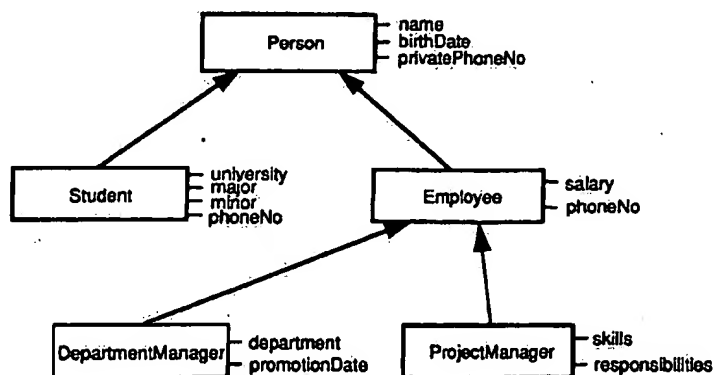 Person
name
birthDate
privatePhoneNo
Student
university
major
minor
phoneNo
Employee
salary
phoneNo
DepartmentManager
department
promotionDate
ProjectManager
skills
responsibilities